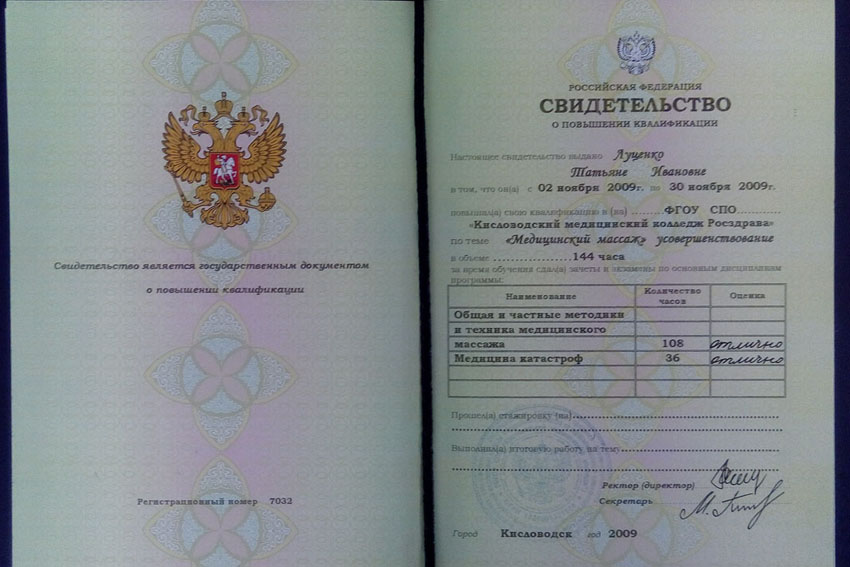 Свидетельство является государственным документом
о повышении квалификации
Регистрационный номер 7032
РОССИЙСКАЯ ФЕДЕРАЦИЯ
СВИДЕТЕЛЬСТВО
О ПОВЫШЕНИИ КВАЛИФИКАЦИИ
Настоящее свидетельство выдано Луценко
Татьяне Ивановне
в том, что он(а) с 02 ноября 2009г. по 30 ноября 2009г.
повышал(а) свою квалификацию в (на) ........ФГОУ СПО............
«Кисловодский медицинский колледж Росздрава»
по теме «Медицинский массаж» усовершенствование
в объеме .................... 144 часа
за время обучения сдал(а) зачеты и экзамены по основным дисциплинам
программы:
Наименование Количество часов Оценка
Общая и частные методики
и техника медицинского
массажа 108 отлично
Медицина катастроф 36 отлично
Прошел(а) стажировку (на)
Выполнил(а) итоговую работу на тему
Ректор (директор)
Секретарь
Город Кисловодск год 2009